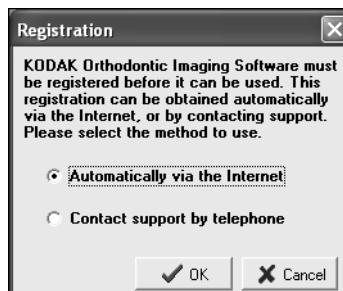 Registration
KODAK Orthodontic Imaging Software must
be registered before it can be used. This
registration can be obtained automatically
via the Internet, or by contacting support.
Please select the method to use.
Automatically via the Internet
Contact support by telephone
OK
Cancel